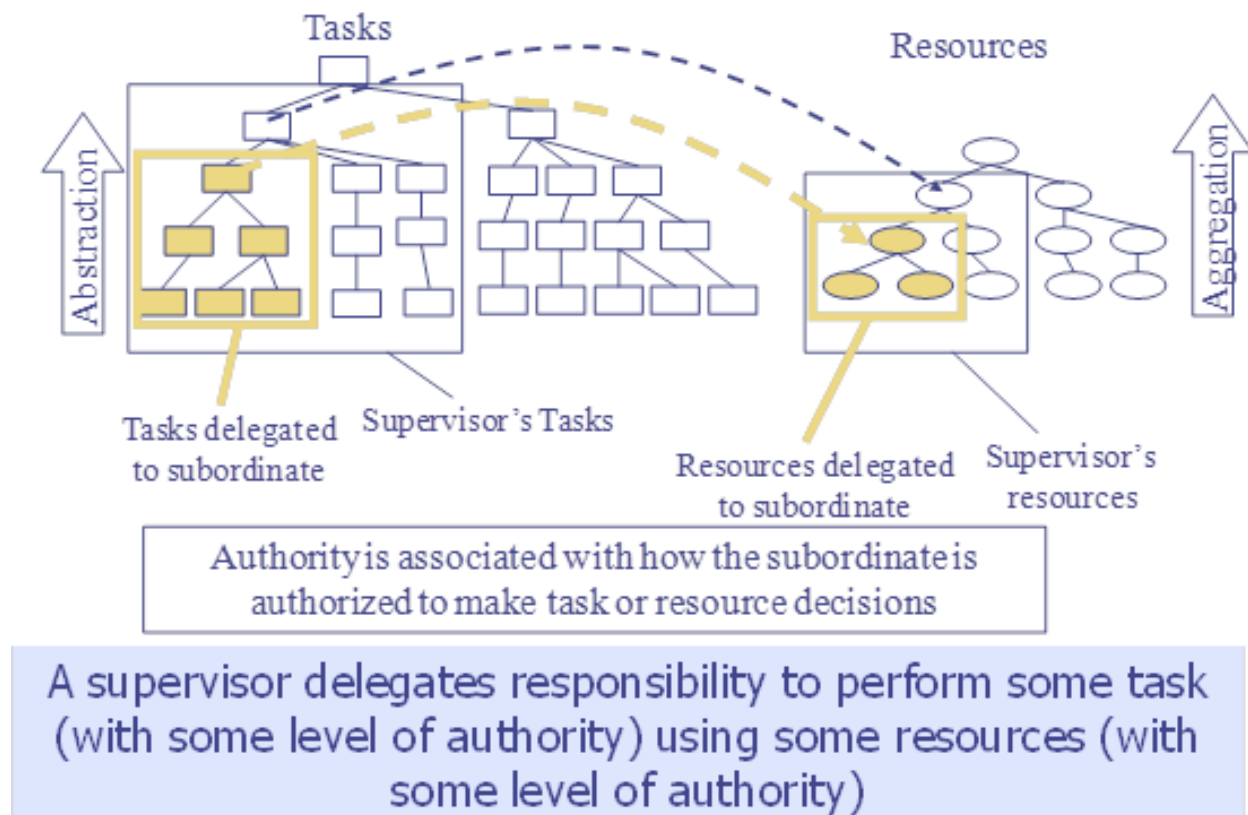 Tasks
Resources
Abstraction
Aggregation
Tasks delegated
to subordinate
Supervisor's Tasks
Resources delegated
to subordinate
Supervisor's
resources
Authority is associated with how the subordinate is
authorized to make task or resource decisions
A supervisor delegates responsibility to perform some task
(with some level of authority) using some resources (with
some level of authority)